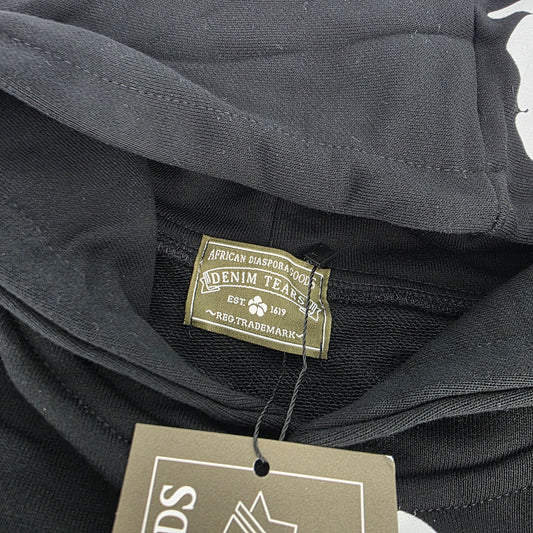 AFRICAN DIASPORA GOODS
DENIM TEARS
EST. 1619
~REG. TRADEMARK~